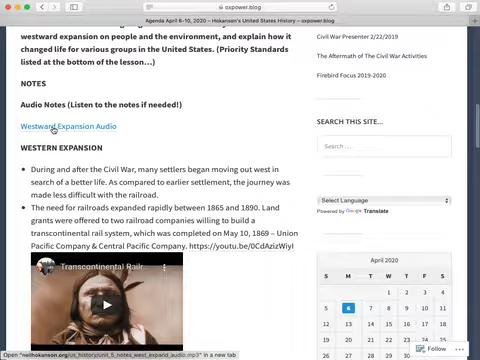 oxpower.blog
Agenda April 6-10, 2020 – Hokansen's United States History – oxpower.blog
westward expansion on people and the environment, and explain how it
changed life for various groups in the United States. (Priority Standards
listed at the bottom of the lesson…)
NOTES
Audio Notes (Listen to the notes if needed!)
Westward Expansion Audio
WESTERN EXPANSION
During and after the Civil War, many settlers began moving out west in
search of a better life. As compared to earlier settlement, the journey was
made less difficult with the railroad.
The need for railroads expanded rapidly between 1865 and 1890. Land
grants were offered to two railroad companies willing to build a
transcontinental rail system, which was completed on May 10, 1869 – Union
Pacific Company & Central Pacific Company. https://youtu.be/0CdAzizWiyI
Transcontinental Railr...
Open "neilhokanson.org/us_history/unit_5_notes_west_expand_audio.mp3" in a new tab
Civil War Presenter 2/22/2019
The Aftermath of The Civil War Activities
Firebird Focus 2019-2020
SEARCH THIS SITE...
Search ...
Select Language
Powered by Google Translate
April 2020
S M T W T F S
1 2 3 4
5 6 7 8 9 10 11
12 13 14 15 16 17 18
19 20 21
Follow